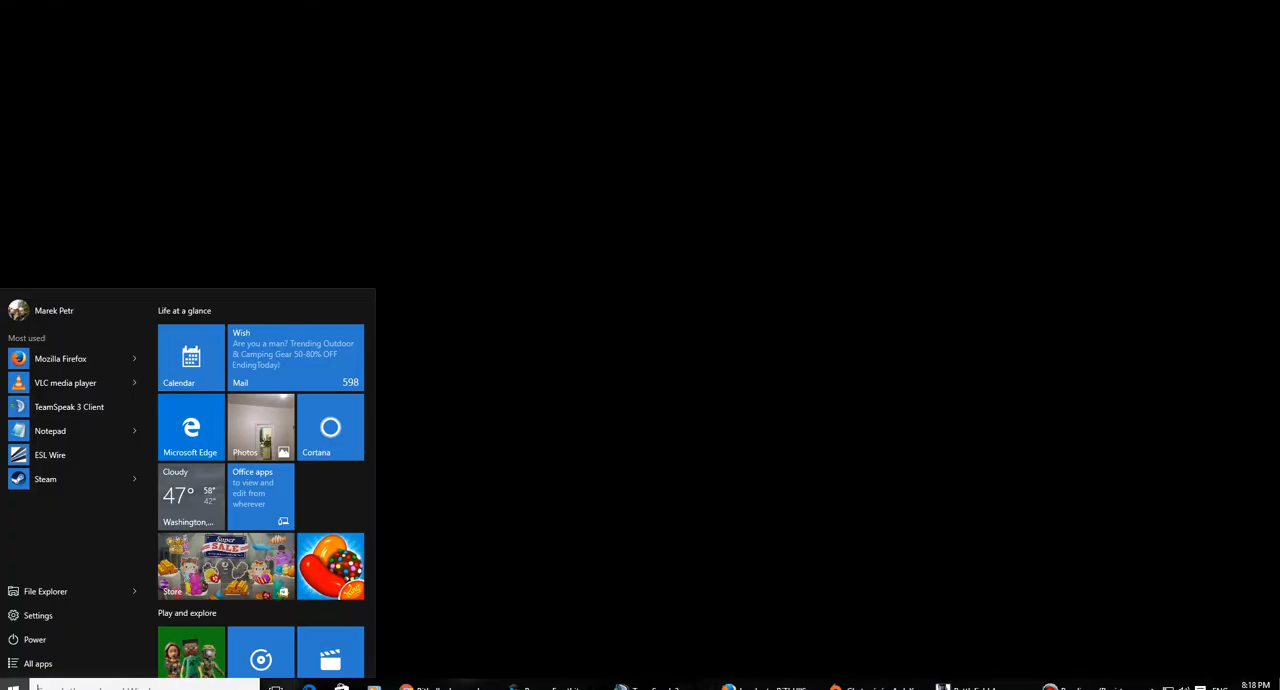 Marek Petr
Most used
Mozilla Firefox
VLC media player
TeamSpeak 3 Client
Notepad
ESL Wire
Steam
File Explorer
Settings
Power
All apps
Life at a glance
Calendar
Wish
Are you a man? Trending Outdoor
& Camping Gear 50-80% OFF
EndingToday!
Mail 598
Microsoft Edge
Photos
Cortana
Cloudy
47° 58°
42°
Washington,...
Office apps
to view and
edit from
wherever
Super
SALE
Store
Play and explore
8:18 PM